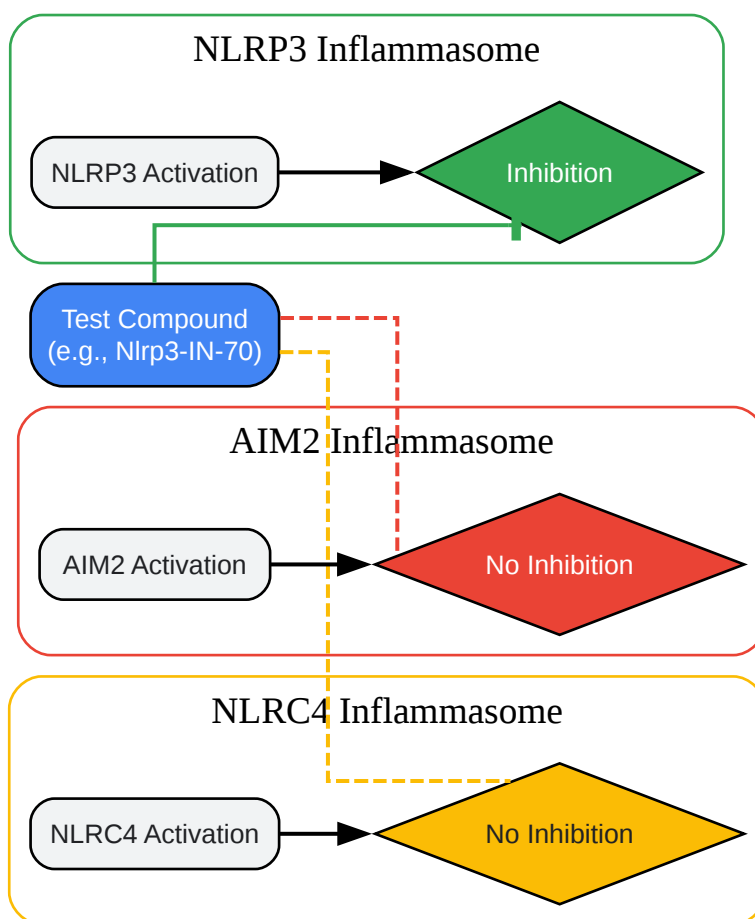 NLRP3 Inflammasome
NLRP3 Activation
Inhibition
Test Compound
(e.g., Nlrp3-IN-70)
AIM2 Inflammasome
AIM2 Activation
No Inhibition
NLRC4 Inflammasome
NLRC4 Activation
No Inhibition